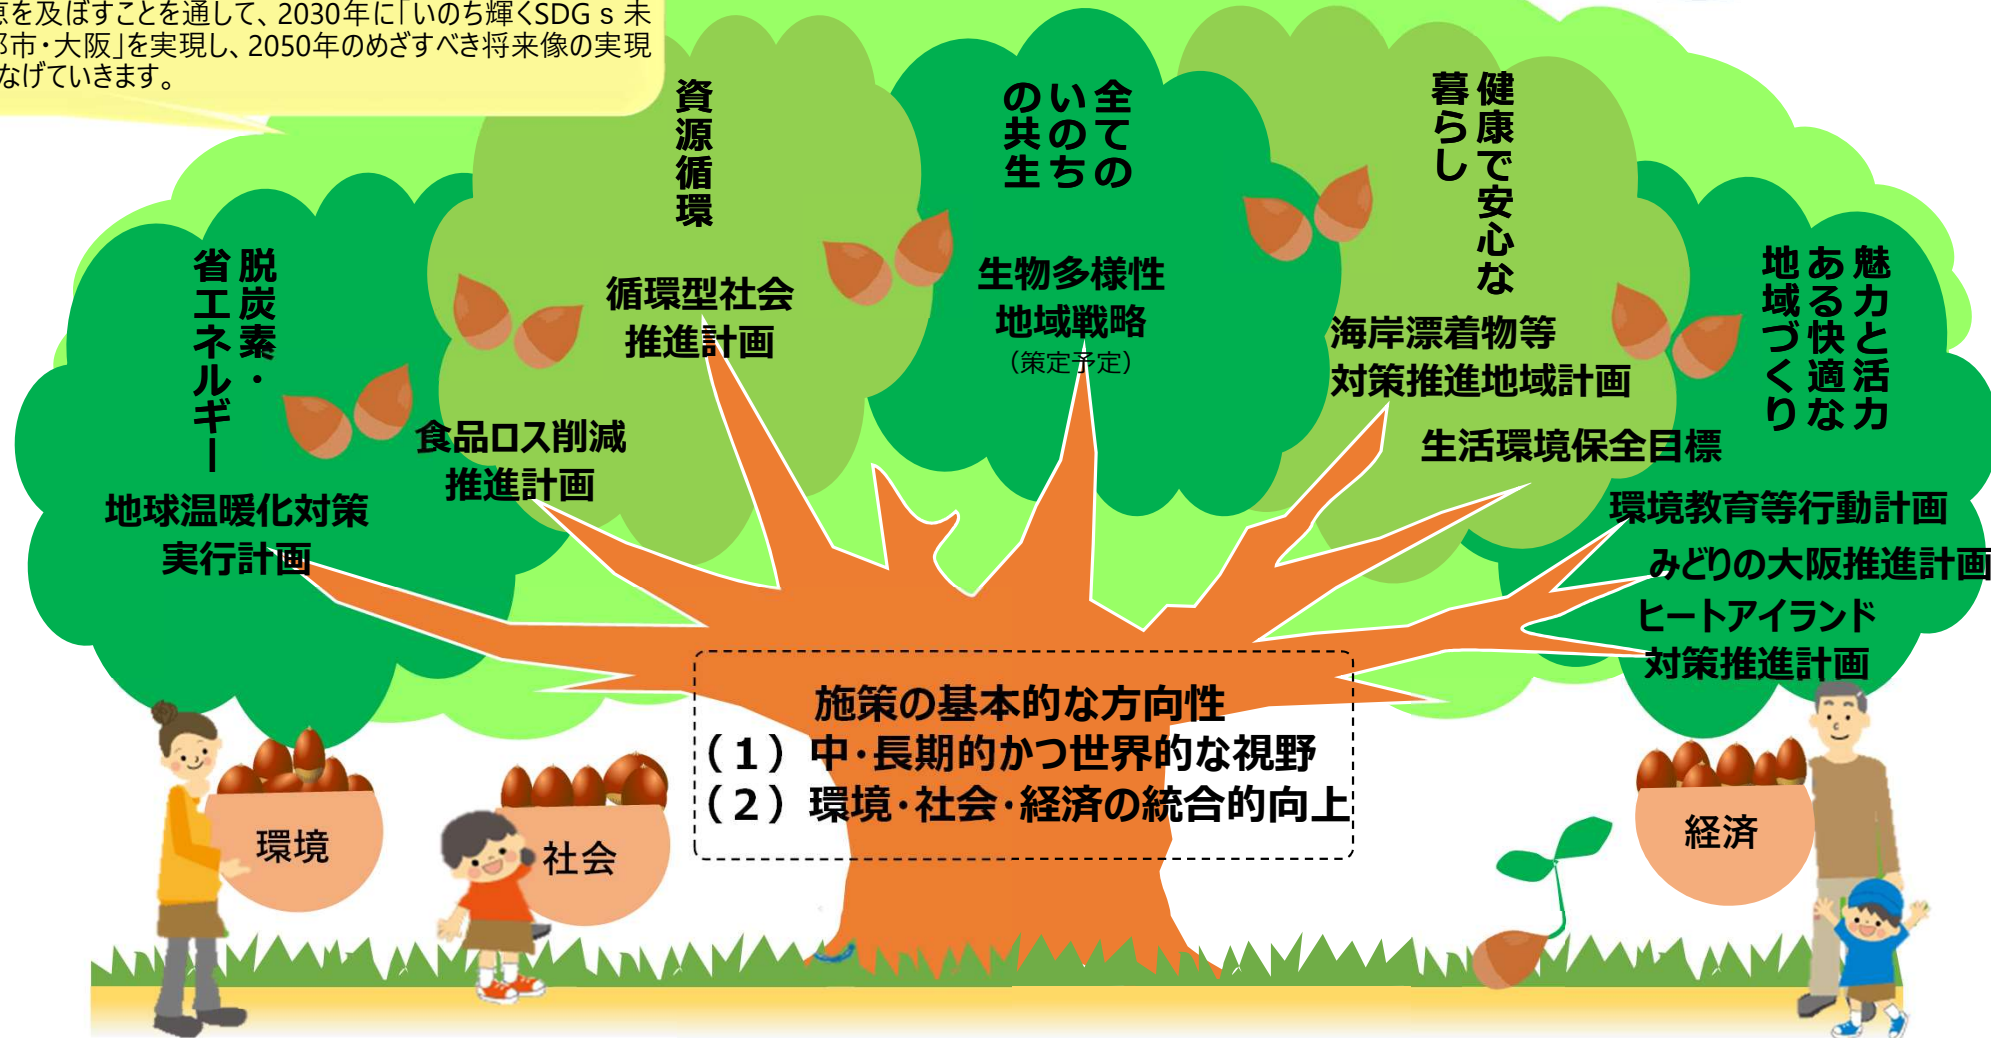 恵を及ぼすことを通して、2030年に「いのち輝くSDGｓ未
都市・大阪」を実現し、2050年のめざすべき将来像の実現
なげていきます。
脱炭素・
省エネルギー
地球温暖化対策
実行計画
資源循環
循環型社会
推進計画
食品ロス削減
推進計画
全ての
いのち
の共生
生物多様性
地域戦略
（策定予定）
健康で安心な
暮らし
海岸漂着物等
対策推進地域計画
生活環境保全目標
魅力と活力
ある快適な
地域づくり
環境教育等行動計画
みどりの大阪推進計画
ヒートアイランド
対策推進計画
施策の基本的な方向性
（１）中・長期的かつ世界的な視野
（２）環境・社会・経済の統合的向上
環境
社会
経済